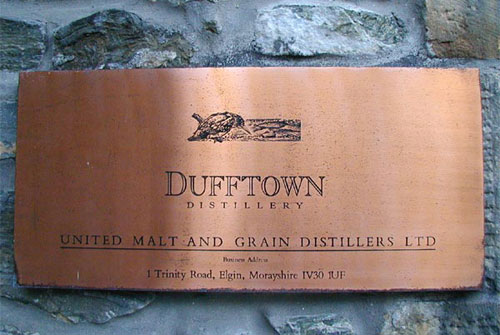 DUFFTOWN
DISTILLERY
UNITED MALT AND GRAIN DISTILLERS LTD
Business Address
1 Trinity Road, Elgin, Morayshire IV30 1UF